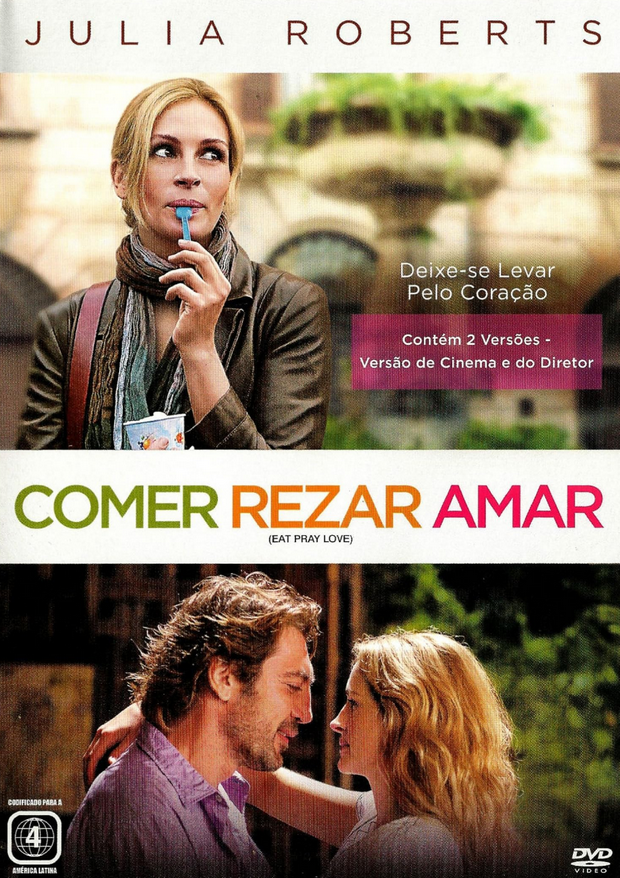 JULIA ROBERTS
Deixe-se Levar
Pelo Coração
Contém 2 Versões -
Versão de Cinema e do Diretor
COMER REZAR AMAR
(EAT PRAY LOVE)
CODIFICADO PARA A
4
AMÉRICA LATINA
DVD
VIDEO